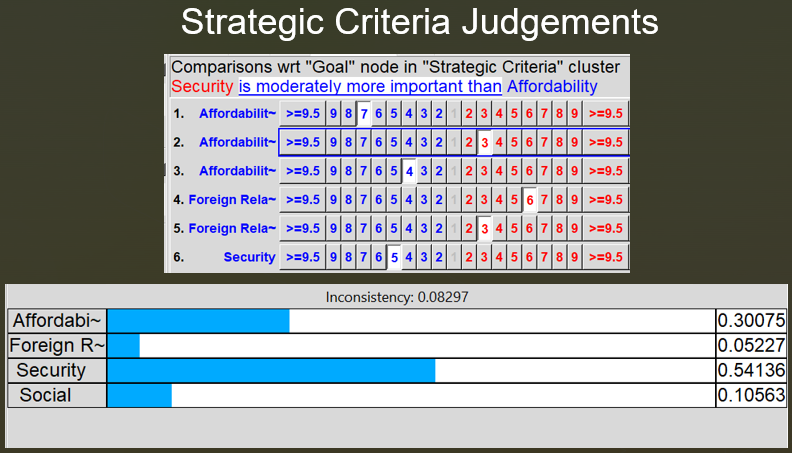 Strategic Criteria Judgements
Comparisons wrt "Goal" node in "Strategic Criteria" cluster
Security is moderately more important than Affordability
1. Affordabilit~ >=9.5 9 8 7 6 5 4 3 2 1 2 3 4 5 6 7 8 9 >=9.5
2. Affordabilit~ >=9.5 9 8 7 6 5 4 3 2 1 2 3 4 5 6 7 8 9 >=9.5
3. Affordabilit~ >=9.5 9 8 7 6 5 4 3 2 1 2 3 4 5 6 7 8 9 >=9.5
4. Foreign Rela~ >=9.5 9 8 7 6 5 4 3 2 1 2 3 4 5 6 7 8 9 >=9.5
5. Foreign Rela~ >=9.5 9 8 7 6 5 4 3 2 1 2 3 4 5 6 7 8 9 >=9.5
6. Security >=9.5 9 8 7 6 5 4 3 2 1 2 3 4 5 6 7 8 9 >=9.5
Inconsistency: 0.08297
Affordabi~ 0.30075
Foreign R~ 0.05227
Security 0.54136
Social 0.10563